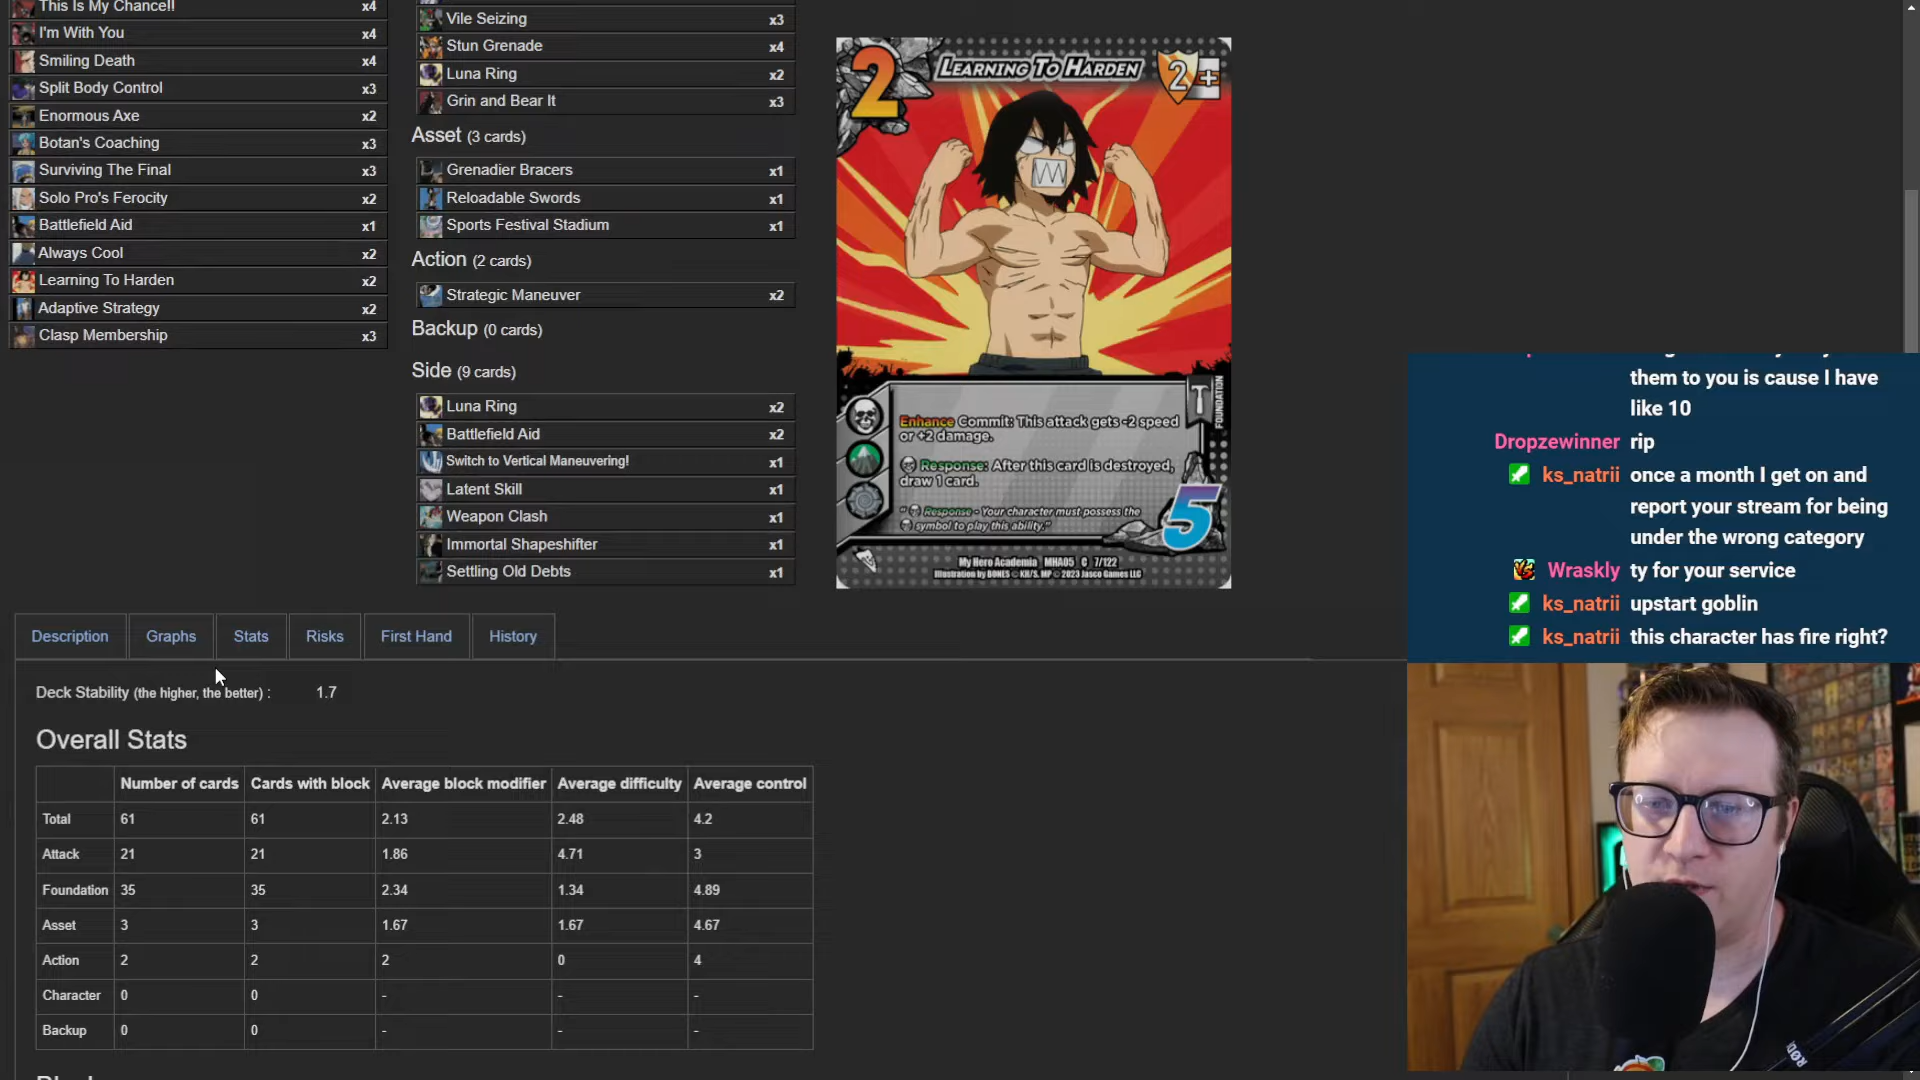 This Is My Chance!! x4
I'm With You x4
Smiling Death x4
Split Body Control x3
Enormous Axe x2
Botan's Coaching x3
Surviving The Final x3
Solo Pro's Ferocity x2
Battlefield Aid x1
Always Cool x2
Learning To Harden x2
Adaptive Strategy x2
Clasp Membership x3
Vile Seizing x3
Stun Grenade x4
Luna Ring x2
Grin and Bear It x3
Asset (3 cards)
Grenadier Bracers x1
Reloadable Swords x1
Sports Festival Stadium x1
Action (2 cards)
Strategic Maneuver x2
Backup (0 cards)
Side (9 cards)
Luna Ring x2
Battlefield Aid x2
Switch to Vertical Maneuvering! x1
Latent Skill x1
Weapon Clash x1
Immortal Shapeshifter x1
Settling Old Debts x1
2
LEARNING TO HARDEN
2 +
FOUNDATION
Enhance Commit: This attack gets -2 speed
or +2 damage.
Response: After this card is destroyed,
draw 1 card.
" Response - Your character must possess the
symbol to play this ability."
5
My Hero Academia MHA05 C 7/122
Illustration by BONES © KH/S, MP © 2023 Jasco Games LLC
them to you is cause I have
like 10
Dropzewinner rip
ks_natrii once a month I get on and
report your stream for being
under the wrong category
Wraskly ty for your service
ks_natrii upstart goblin
ks_natrii this character has fire right?
Description Graphs Stats Risks First Hand History
Deck Stability (the higher, the better) : 1.7
Overall Stats
Number of cards Cards with block Average block modifier Average difficulty Average control
Total 61 61 2.13 2.48 4.2
Attack 21 21 1.86 4.71 3
Foundation 35 35 2.34 1.34 4.89
Asset 3 3 1.67 1.67 4.67
Action 2 2 2 0 4
Character 0 0 - - -
Backup 0 0 - - -